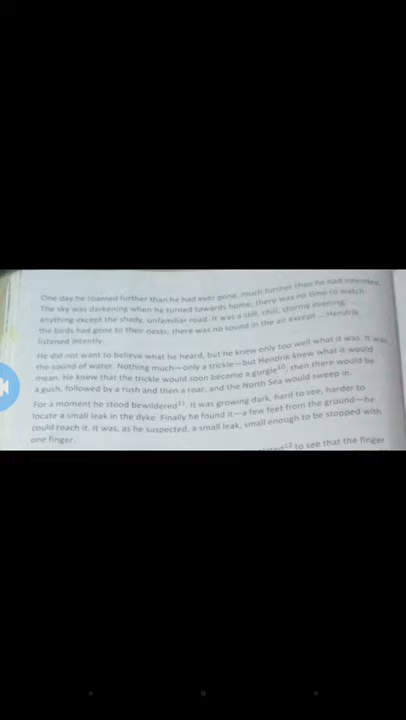 One day he roamed further than he had ever gone, much further than he had intended.
The sky was darkening when he turned towards home; there was no time to watch
anything except the shady, unfamiliar road. It was a still, chill, stormy evening;
the birds had gone to their nests; there was no sound in the air except ... Hendrik
listened intently.
He did not want to believe what he heard, but he knew only too well what it was. It was
the sound of water. Nothing much—only a trickle—but Hendrik knew what it would
mean. He knew that the trickle would soon become a gurgle¹⁰, then there would be
a gush, followed by a rush and then a roar, and the North Sea would sweep in.
For a moment he stood bewildered¹¹. It was growing dark, hard to see, harder to
locate a small leak in the dyke. Finally he found it—a few feet from the ground—he
could reach it. It was, as he suspected, a small leak, small enough to be stopped with
one finger.
to see that the finger